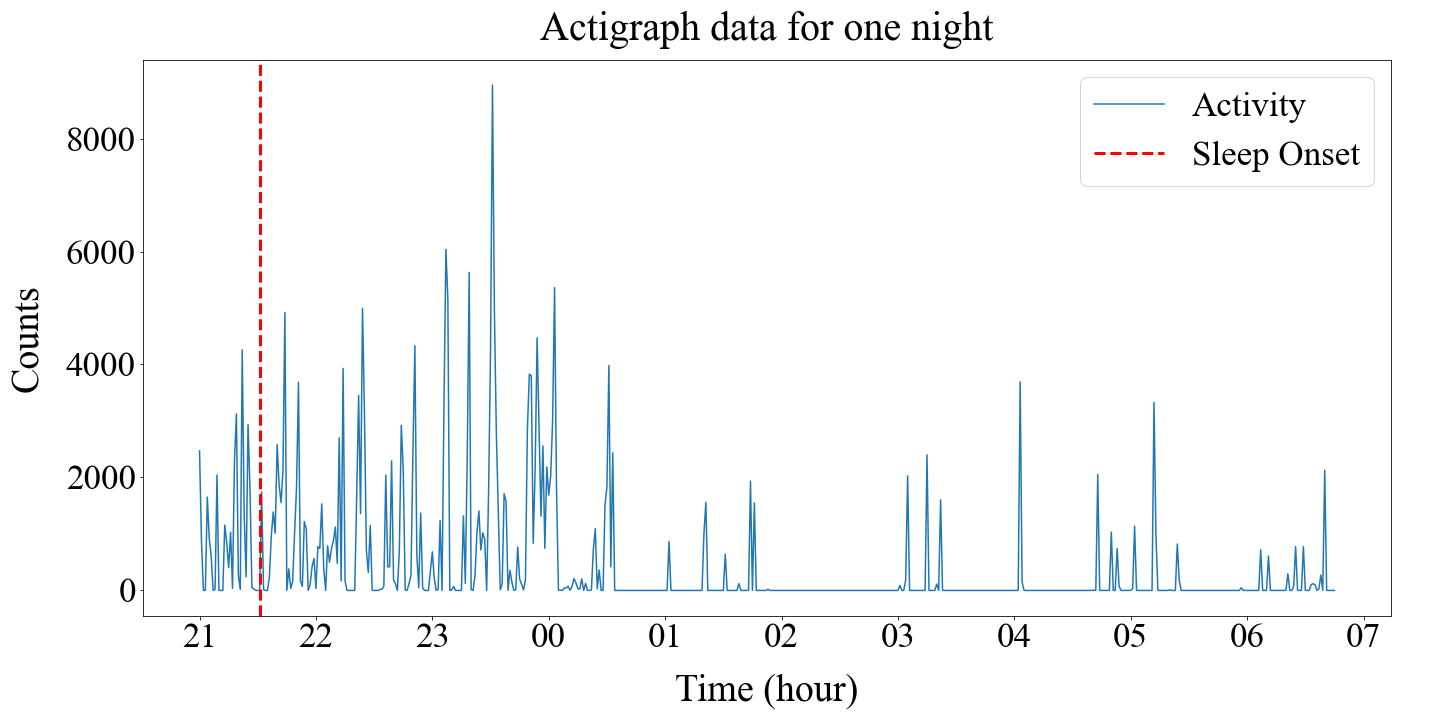 Actigraph data for one night
Activity
Sleep Onset
8000
6000
4000
2000
0
Counts
21 22 23 00 01 02 03 04 05 06 07
Time (hour)